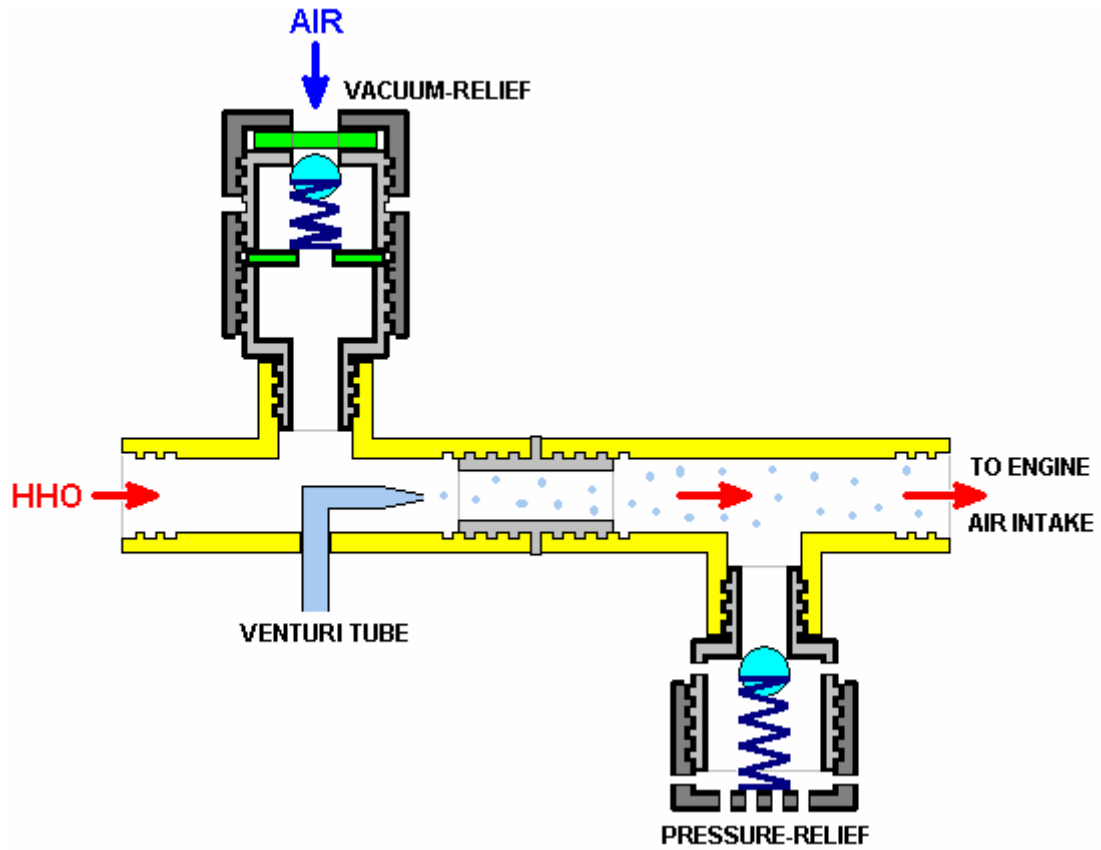 AIR
VACUUM-RELIEF
HHO
TO ENGINE
AIR INTAKE
VENTURI TUBE
PRESSURE-RELIEF